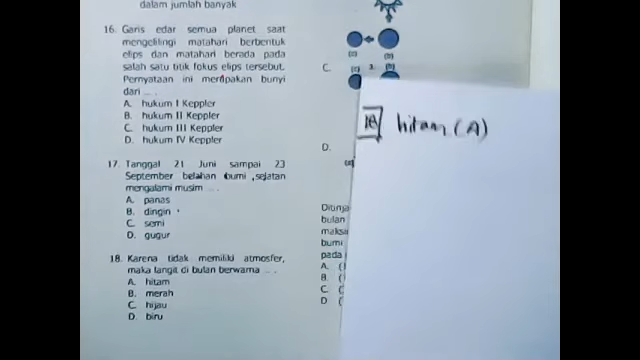 dalam jumlah banyak
16. Garis edar semua planet saat
mengelilingi matahari berbentuk
elips dan matahari berada pada
salah satu titik fokus elips tersebut.
Pernyataan ini merupakan bunyi
dari ....
A. hukum I Keppler
B. hukum II Keppler
C. hukum III Keppler
D. hukum IV Keppler
17. Tanggal 21 Juni sampai 23
September belahan bumi selatan
mengalami musim ....
A. panas
B. dingin
C. semi
D. gugur
18. Karena tidak memiliki atmosfer,
maka langit di bulan berwarna ....
A. hitam
B. merah
C. hijau
D. biru
C.
D.
bulan
bumi
pada
A. (
B. (
C. (
D (
18 hitam (A)